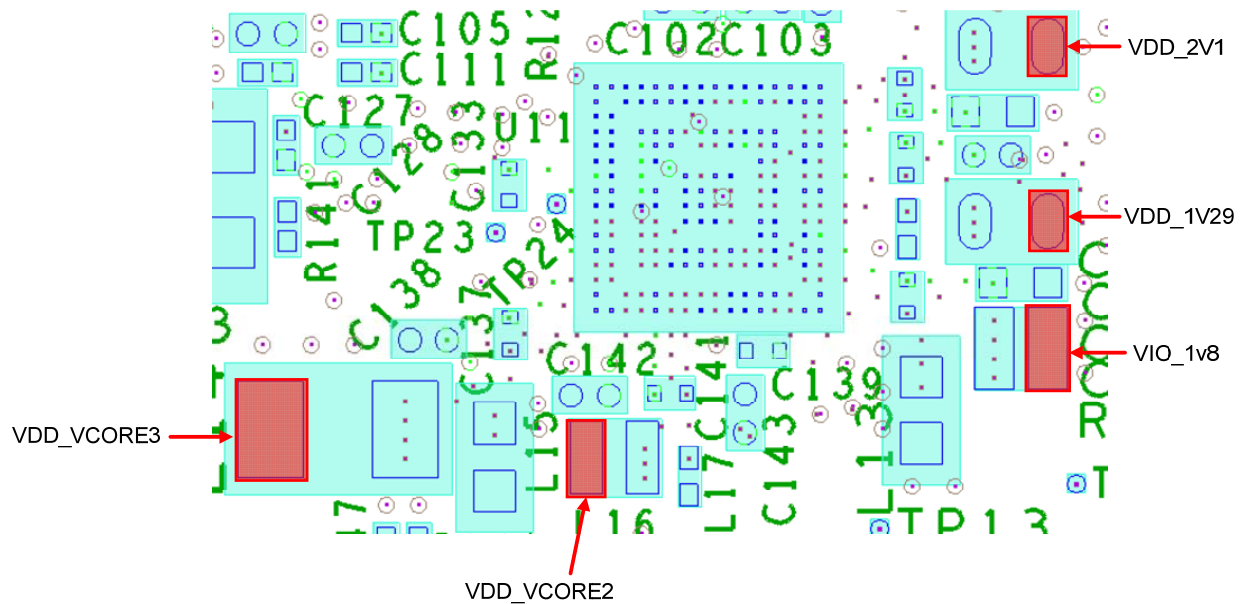 C105
R12
C102
C103
VDD_2V1
C111
C127
C133
U11
C128
R141
VDD_1V29
TP23
TP24
C138
C137
C142
C141
C139
VIO_1v8
VDD_VCORE3
L15
L17
C143
L13
L16
TP13
VDD_VCORE2